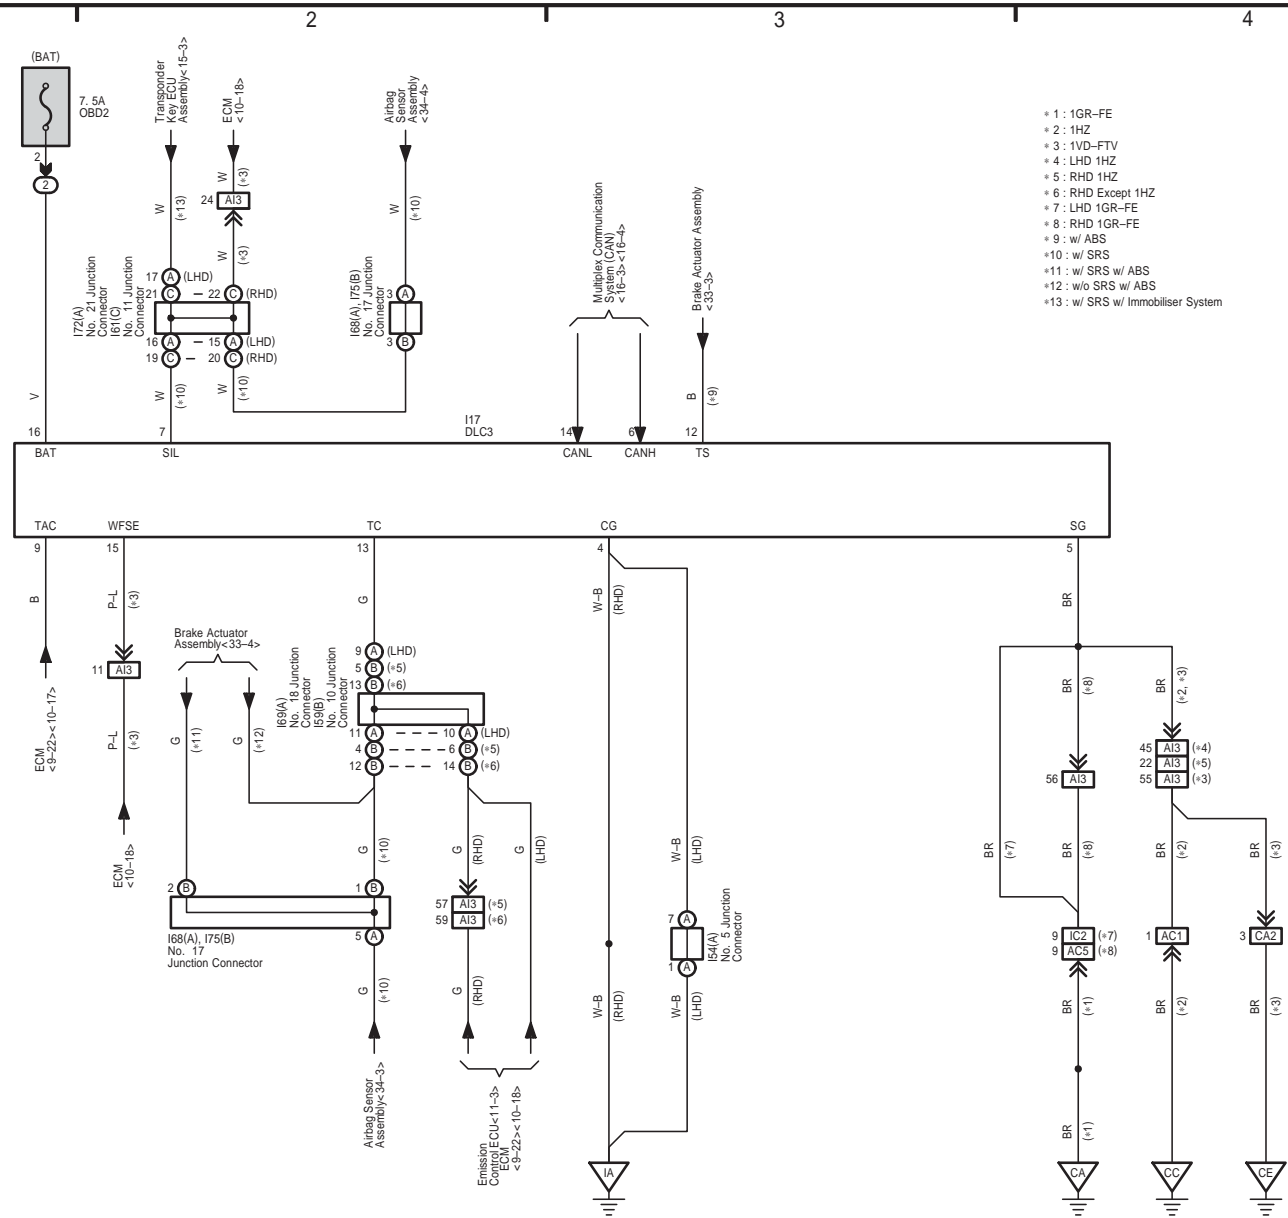 2
3
4
(BAT)
7. 5A
OBD2
2
2
V
Transponder
Key ECU
Assembly<15–3>
ECM
<10–18>
Airbag
Sensor
Assembly
<34–4>
W
(*13)
W
(*3)
24 AI3
W
(*3)
W
(*10)
17 A (LHD)
21 C – 22 C (RHD)
16 A – 15 A (LHD)
19 C – 20 C (RHD)
I72(A)
No. 21 Junction
Connector
I61(C)
No. 11 Junction
Connector
3 A
3 B
I68(A), I75(B)
No. 17 Junction
Connector
W
(*10)
W
(*10)
Multiplex Communication
System (CAN)
<16–3><16–4>
Brake Actuator Assembly
<33–3>
B
(*9)
* 1 : 1GR–FE
* 2 : 1HZ
* 3 : 1VD–FTV
* 4 : LHD 1HZ
* 5 : RHD 1HZ
* 6 : RHD Except 1HZ
* 7 : LHD 1GR–FE
* 8 : RHD 1GR–FE
* 9 : w/ ABS
*10 : w/ SRS
*11 : w/ SRS w/ ABS
*12 : w/o SRS w/ ABS
*13 : w/ SRS w/ Immobiliser System
I17
DLC3
16 7 14 6 12
BAT SIL CANL CANH TS
TAC WFSE TC CG SG
9 15 13 4 5
B
ECM
<9–22><10–17>
P–L
(*3)
11 AI3
P–L
(*3)
ECM
<10–18>
Brake Actuator
Assembly<33–4>
G
(*11)
G
(*12)
G
9 A (LHD)
5 B (*5)
13 B (*6)
I69(A)
No. 18 Junction
Connector
I59(B)
No. 10 Junction
Connector
11 A – – – – 10 A (LHD)
4 B – – – – – 6 B (*5)
12 B – – – – 14 B (*6)
G
(*10)
G
(RHD)
G
(LHD)
2 B
1 B
5 A
I68(A), I75(B)
No. 17
Junction Connector
57 AI3 (*5)
59 AI3 (*6)
G
(*10)
G
(RHD)
Airbag Sensor
Assembly<34–3>
Emission
Control ECU<11–3>
ECM
<9–22><10–18>
W–B
(RHD)
W–B
(LHD)
7 A
1 A
I54(A)
No. 5 Junction
Connector
W–B
(RHD)
W–B
(LHD)
IA
BR
BR
(*8)
BR
(*2, *3)
56 AI3
45 AI3 (*4)
22 AI3 (*5)
55 AI3 (*3)
BR
(*7)
BR
(*8)
BR
(*2)
BR
(*3)
9 IC2 (*7)
9 AC5 (*8)
1 AC1
3 CA2
BR
(*1)
BR
(*2)
BR
(*3)
BR
(*1)
CA
CC
CE